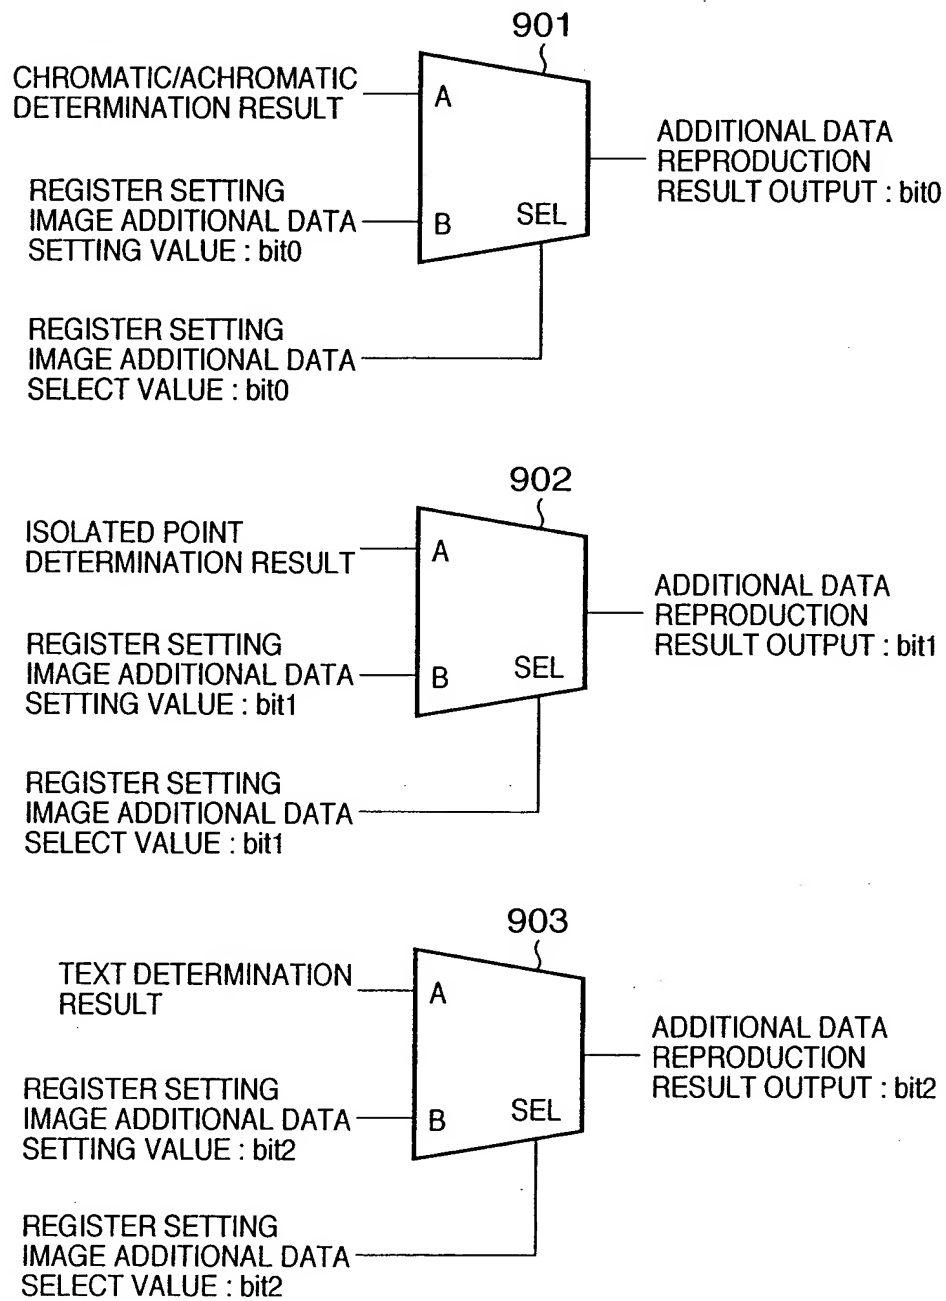 901
CHROMATIC/ACHROMATIC
DETERMINATION RESULT
A
REGISTER SETTING
IMAGE ADDITIONAL DATA
SETTING VALUE : bit0
B
SEL
ADDITIONAL DATA
REPRODUCTION
RESULT OUTPUT : bit0
REGISTER SETTING
IMAGE ADDITIONAL DATA
SELECT VALUE : bit0
902
ISOLATED POINT
DETERMINATION RESULT
A
REGISTER SETTING
IMAGE ADDITIONAL DATA
SETTING VALUE : bit1
B
SEL
ADDITIONAL DATA
REPRODUCTION
RESULT OUTPUT : bit1
REGISTER SETTING
IMAGE ADDITIONAL DATA
SELECT VALUE : bit1
903
TEXT DETERMINATION
RESULT
A
REGISTER SETTING
IMAGE ADDITIONAL DATA
SETTING VALUE : bit2
B
SEL
ADDITIONAL DATA
REPRODUCTION
RESULT OUTPUT : bit2
REGISTER SETTING
IMAGE ADDITIONAL DATA
SELECT VALUE : bit2